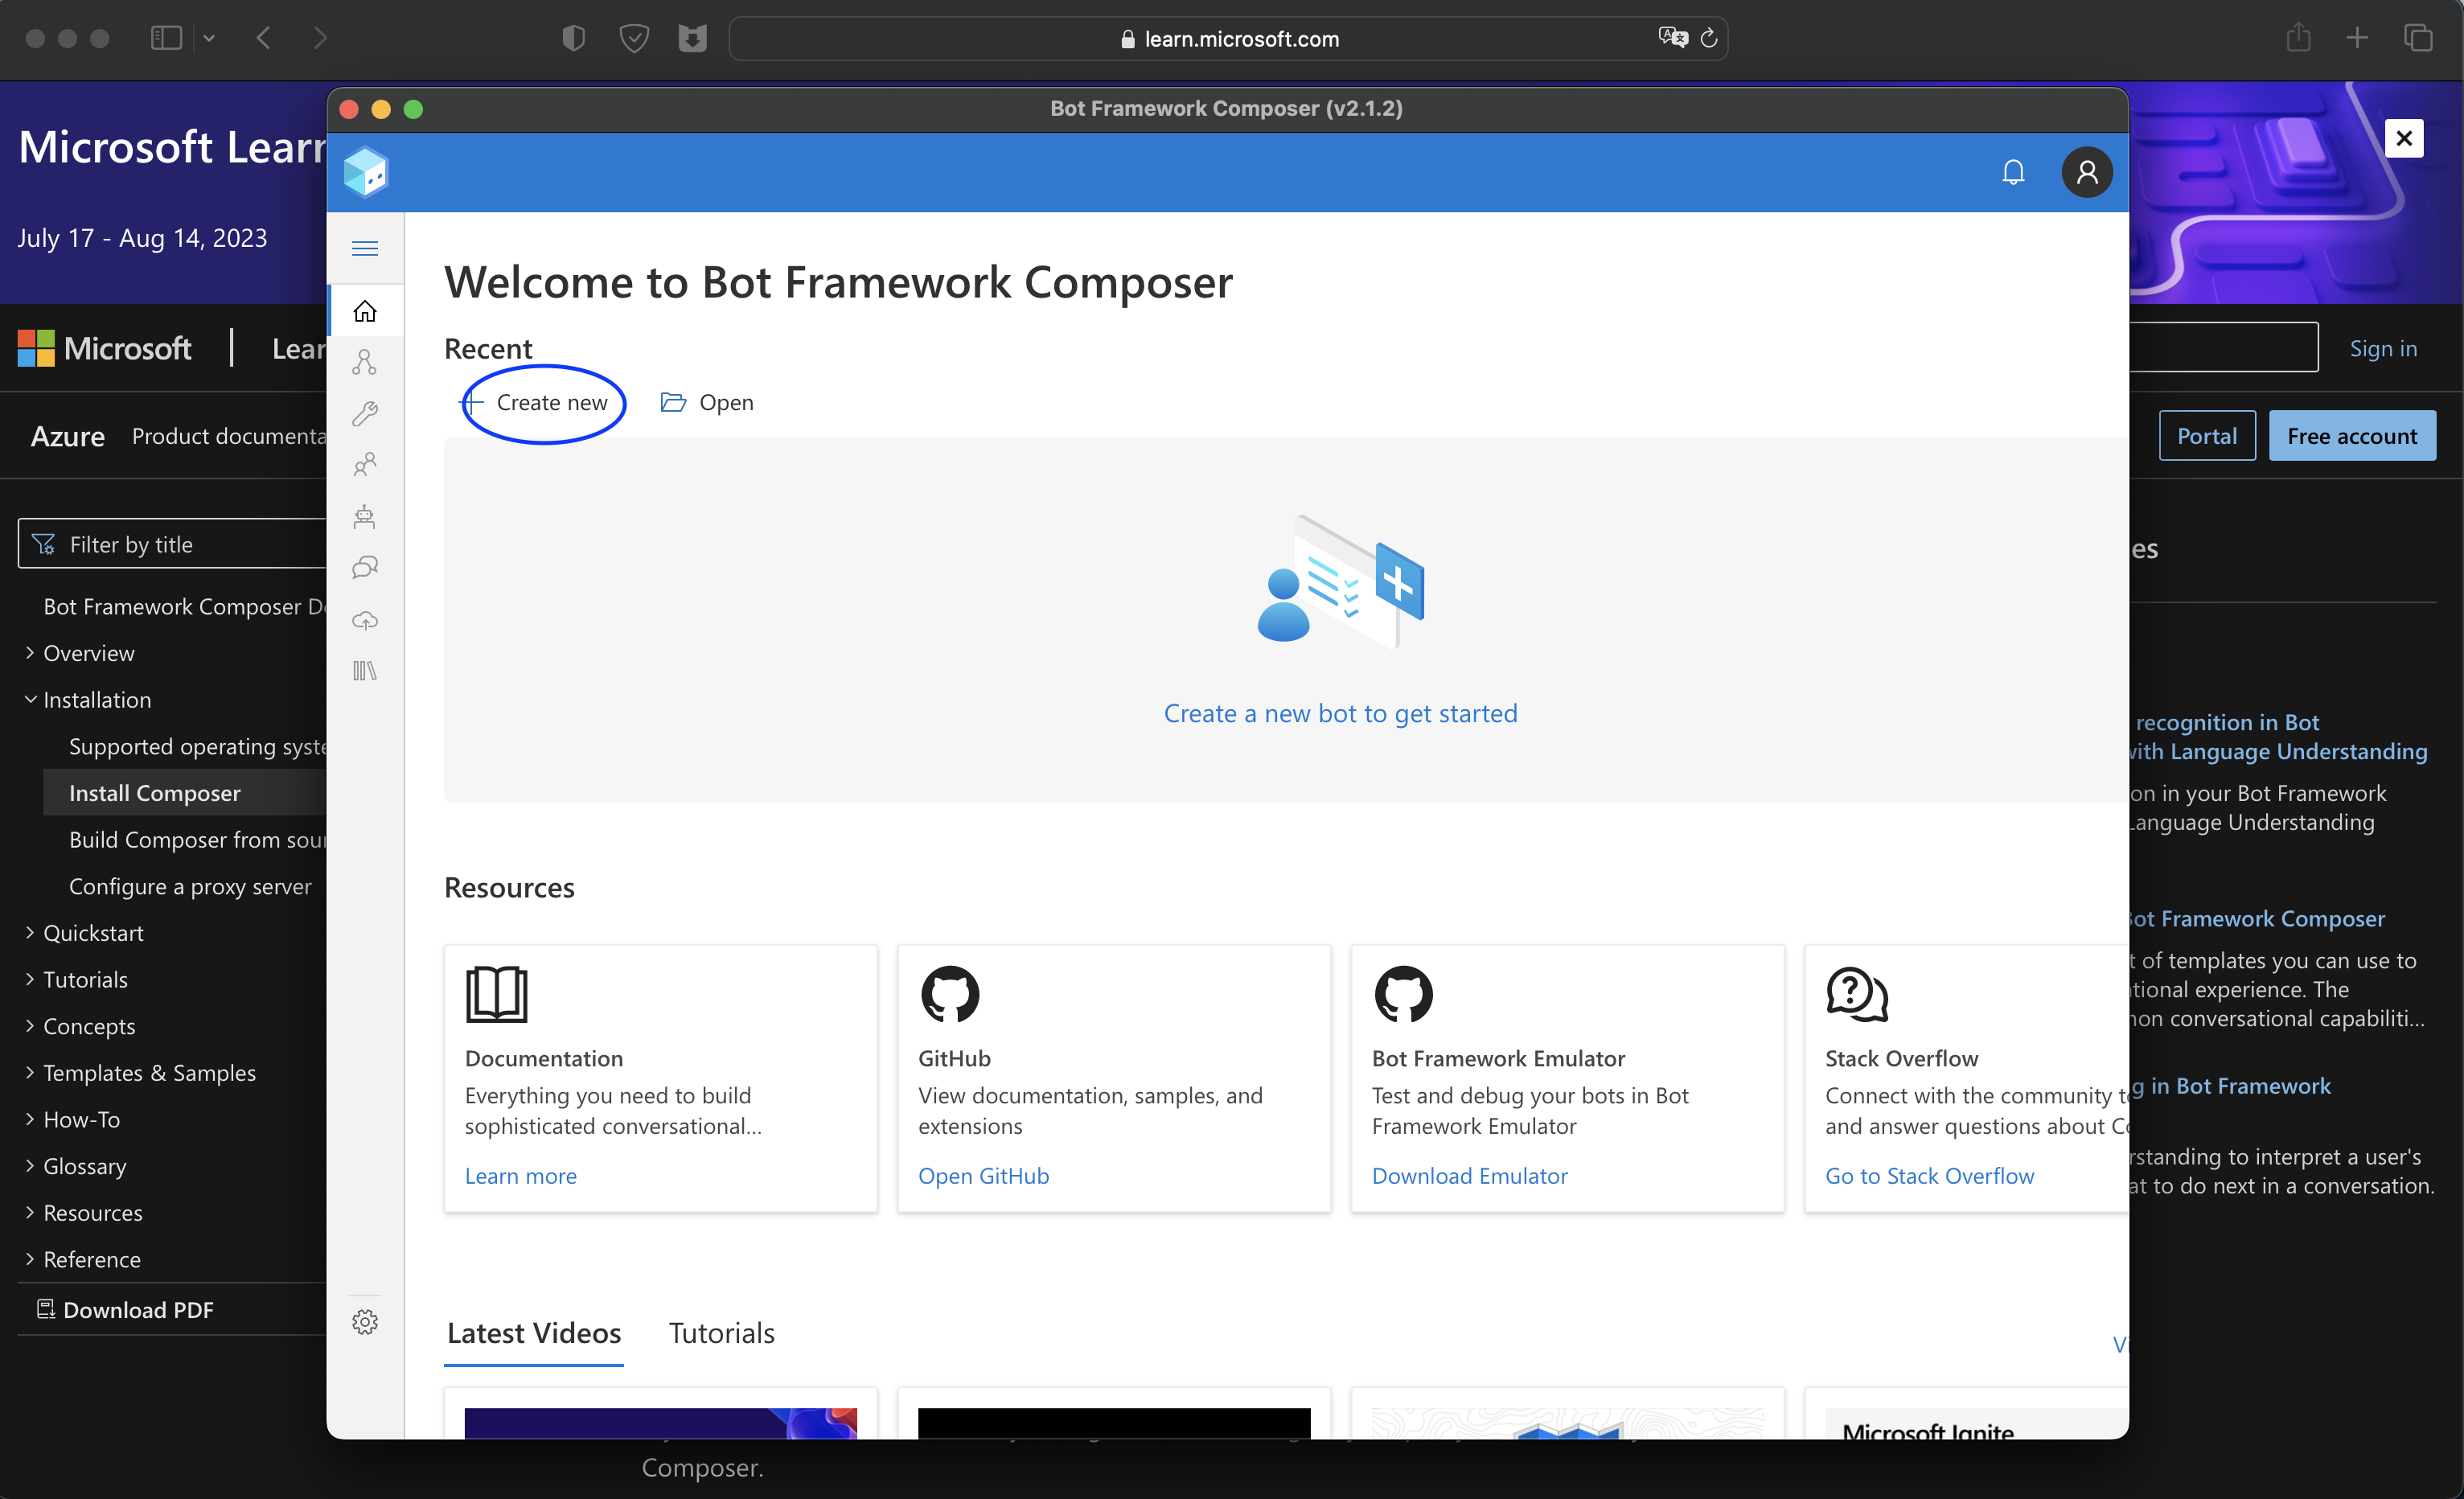 learn.microsoft.com
Bot Framework Composer (v2.1.2)
Microsoft Learn
July 17 - Aug 14, 2023
Microsoft
Lear
Sign in
Azure
Product documenta
Portal
Free account
Filter by title
Bot Framework Composer D
Overview
Installation
Supported operating syste
Install Composer
Build Composer from sou
Configure a proxy server
Quickstart
Tutorials
Concepts
Templates & Samples
How-To
Glossary
Resources
Reference
Download PDF
Welcome to Bot Framework Composer
Recent
Create new
Open
Create a new bot to get started
Resources
Documentation
Everything you need to build
sophisticated conversational...
Learn more
GitHub
View documentation, samples, and
extensions
Open GitHub
Bot Framework Emulator
Test and debug your bots in Bot
Framework Emulator
Download Emulator
Stack Overflow
Connect with the community t
and answer questions about C
Go to Stack Overflow
Latest Videos
Tutorials
Vi
Microsoft Ignite
Composer.
es
recognition in Bot
with Language Understanding
on in your Bot Framework
Language Understanding
Bot Framework Composer
t of templates you can use to
tional experience. The
non conversational capabiliti...
g in Bot Framework
rstanding to interpret a user's
at to do next in a conversation.